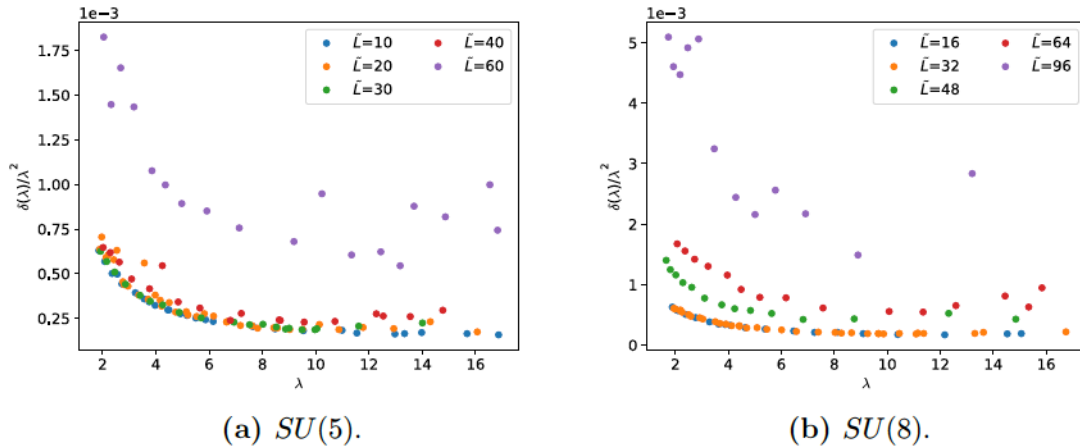 1e−3
1.75
1.50
1.25
1.00
0.75
0.50
0.25
δ(λ)/λ²
2 4 6 8 10 12 14 16
λ
L̃=10
L̃=20
L̃=30
L̃=40
L̃=60
(a) SU(5).
1e−3
5
4
3
2
1
0
δ(λ)/λ²
2 4 6 8 10 12 14 16
λ
L̃=16
L̃=32
L̃=48
L̃=64
L̃=96
(b) SU(8).